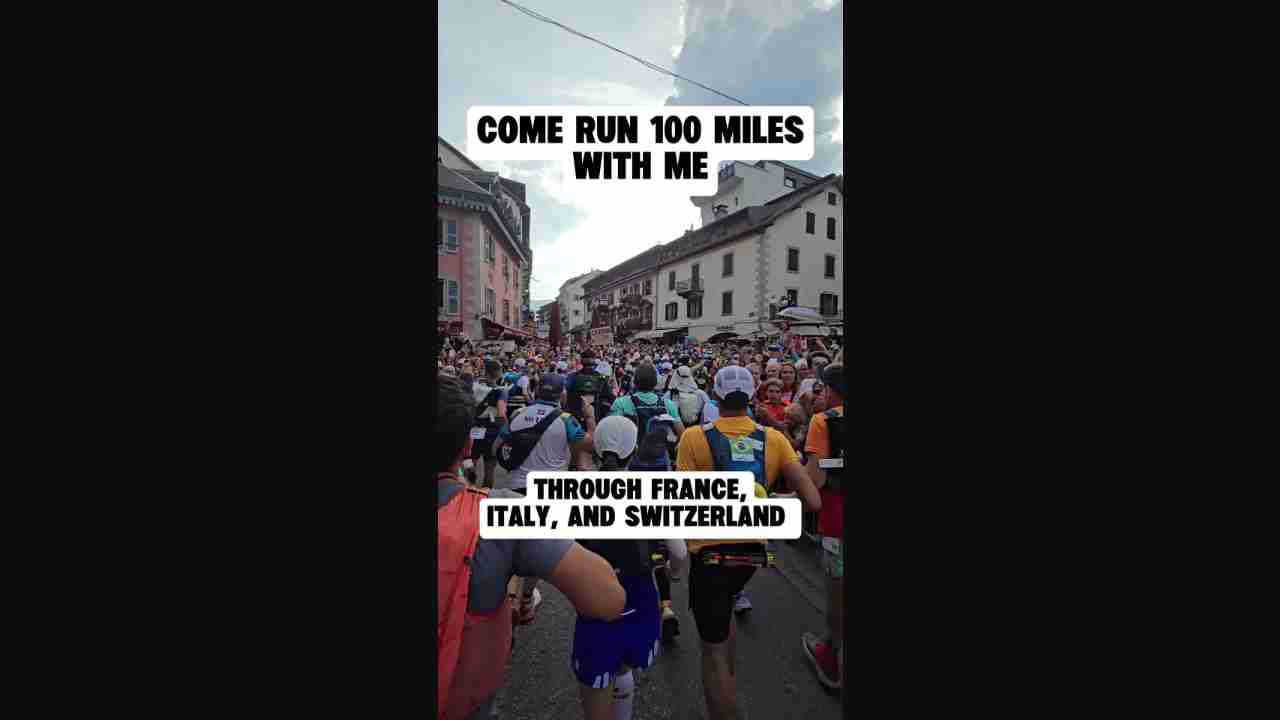 COME RUN 100 MILES
WITH ME
THROUGH FRANCE,
ITALY, AND SWITZERLAND